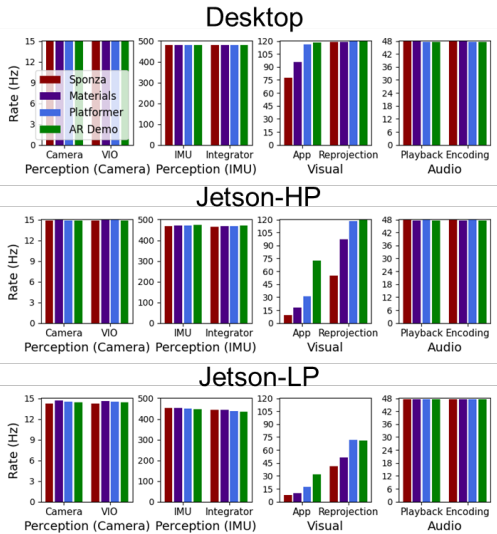 Desktop
Rate (Hz)
15
12
9
6
3
0
Sponza
Materials
Platformer
AR Demo
Camera VIO
Perception (Camera)
500
400
300
200
100
0
IMU Integrator
Perception (IMU)
120
105
90
75
60
45
30
15
0
App Reprojection
Visual
48
42
36
30
24
18
12
6
0
Playback Encoding
Audio
Jetson-HP
Rate (Hz)
15
12
9
6
3
0
Camera VIO
Perception (Camera)
500
400
300
200
100
0
IMU Integrator
Perception (IMU)
120
105
90
75
60
45
30
15
0
App Reprojection
Visual
48
42
36
30
24
18
12
6
0
Playback Encoding
Audio
Jetson-LP
Rate (Hz)
15
12
9
6
3
0
Camera VIO
Perception (Camera)
500
400
300
200
100
0
IMU Integrator
Perception (IMU)
120
105
90
75
60
45
30
15
0
App Reprojection
Visual
48
42
36
30
24
18
12
6
0
Playback Encoding
Audio